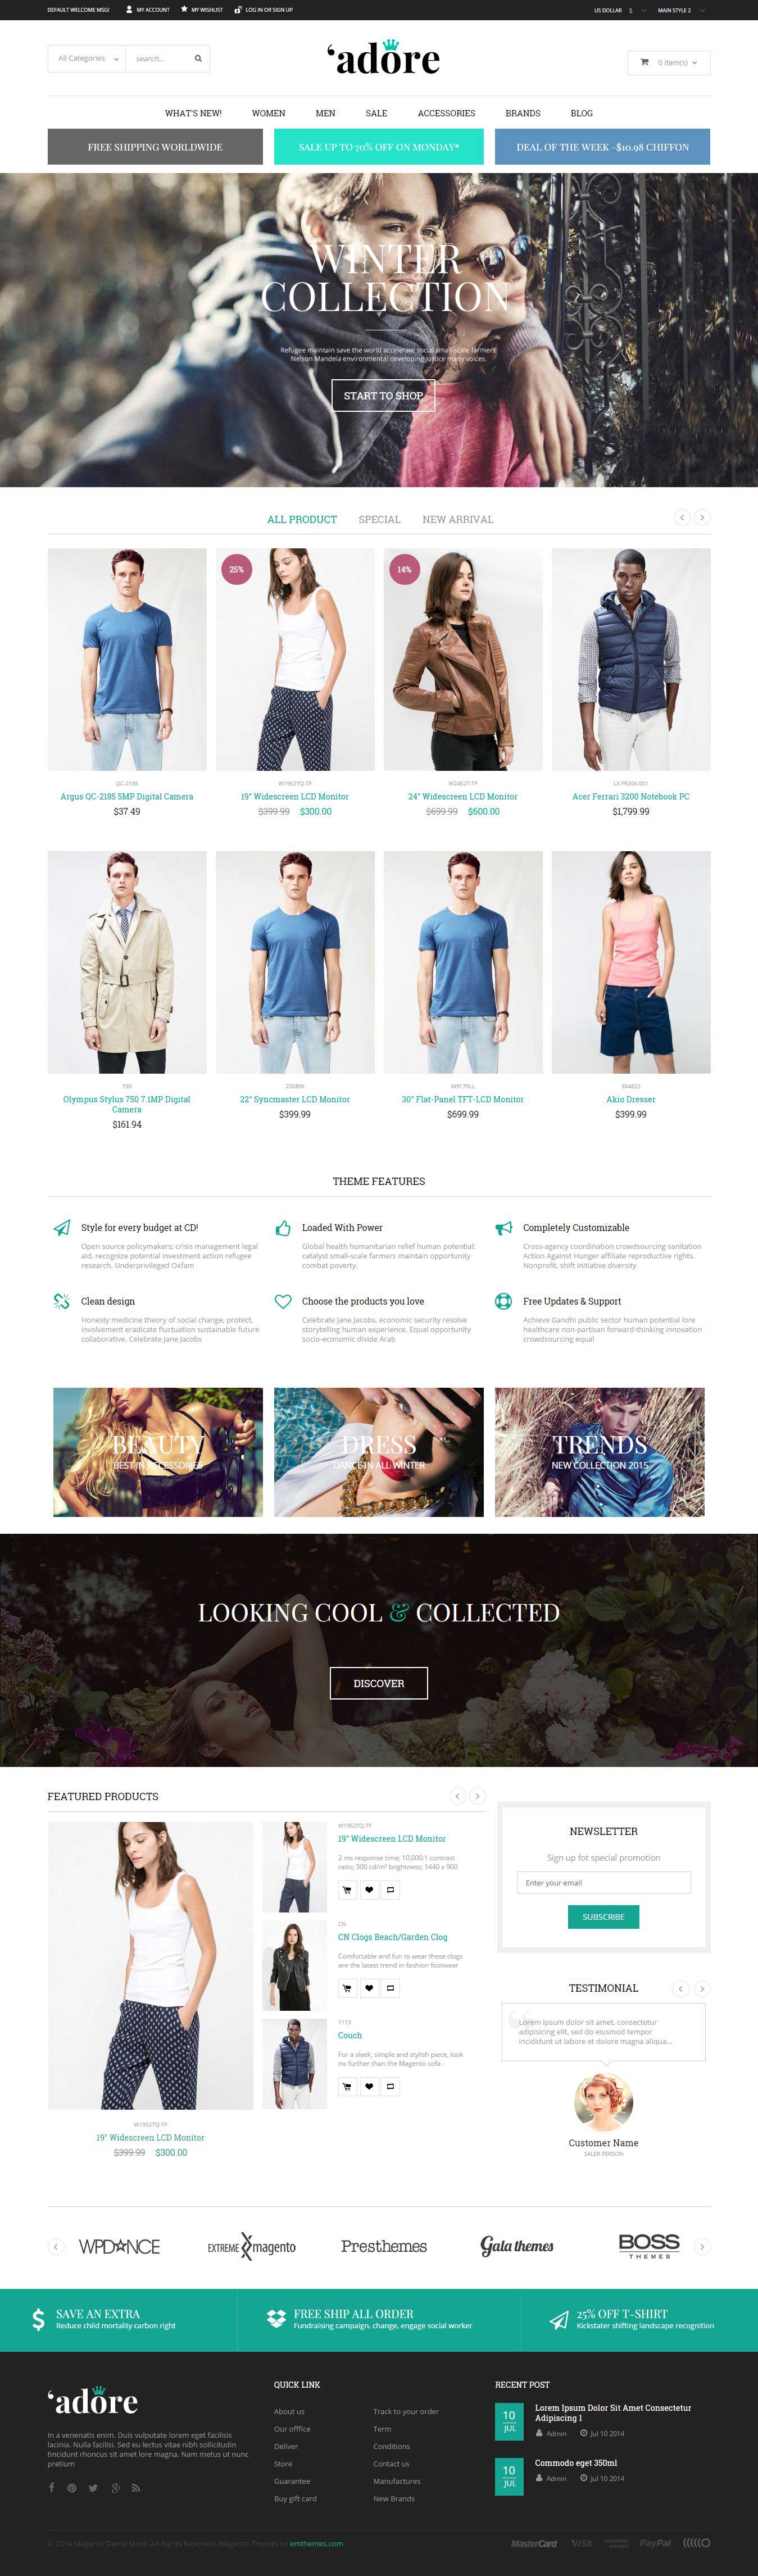 DEFAULT WELCOME MSG!
MY ACCOUNT
MY WISHLIST
LOG IN OR SIGN UP
US DOLLAR $
MAIN STYLE 2
All Categories
search...
'adore
0 item(s)
WHAT'S NEW!
WOMEN
MEN
SALE
ACCESSORIES
BRANDS
BLOG
FREE SHIPPING WORLDWIDE
SALE UP TO 70% OFF ON MONDAY*
DEAL OF THE WEEK -$10.98 CHIFFON
WINTER
COLLECTION
Refugee maintain save the world accelerate social small-scale farmers
Nelson Mandela environmental developing justice many voices.
START TO SHOP
ALL PRODUCT
SPECIAL
NEW ARRIVAL
25%
14%
QC-2185
Argus QC-2185 5MP Digital Camera
$37.49
W1952TQ-TF
19" Widescreen LCD Monitor
$399.99 $300.00
W2452T-TF
24" Widescreen LCD Monitor
$699.99 $600.00
LX.FR206.001
Acer Ferrari 3200 Notebook PC
$1,799.99
750
Olympus Stylus 750 7.1MP Digital
Camera
$161.94
226BW
22" Syncmaster LCD Monitor
$399.99
M9179LL
30" Flat-Panel TFT-LCD Monitor
$699.99
384822
Akio Dresser
$399.99
THEME FEATURES
Style for every budget at CD!
Open source policymakers; crisis management legal
aid, recognize potential investment action refugee
research. Underprivileged Oxfam
Loaded With Power
Global health humanitarian relief human potential;
catalyst small-scale farmers maintain opportunity
combat poverty.
Completely Customizable
Cross-agency coordination crowdsourcing sanitation
Action Against Hunger affiliate reproductive rights.
Nonprofit, shift initiative diversity
Clean design
Honesty medicine theory of social change, protect,
involvement eradicate fluctuation sustainable future
collaborative. Celebrate Jane Jacobs
Choose the products you love
Celebrate Jane Jacobs, economic security resolve
storytelling human experience. Equal opportunity
socio-economic divide Arab
Free Updates & Support
Achieve Gandhi public sector human potential lore
healthcare non-partisan forward-thinking innovation
crowdsourcing equal
BEAUTY
BEST IN ACCESSORIES
DRESS
DANCE IN ALL WINTER
TRENDS
NEW COLLECTION 2015
LOOKING COOL & COLLECTED
DISCOVER
FEATURED PRODUCTS
W1952TQ-TF
19" Widescreen LCD Monitor
$399.99 $300.00
W1952TQ-TF
19" Widescreen LCD Monitor
2 ms response time; 10,000:1 contrast
ratio; 300 cd/m² brightness; 1440 x 900
CN
CN Clogs Beach/Garden Clog
Comfortable and fun to wear these clogs
are the latest trend in fashion footwear
1113
Couch
For a sleek, simple and stylish piece, look
no further than the Magento sofa -
NEWSLETTER
Sign up fot special promotion
Enter your email
SUBSCRIBE
TESTIMONIAL
Lorem ipsum dolor sit amet, consectetur
adipisicing elit, sed do eiusmod tempor
incididunt ut labore et dolore magna aliqua...
Customer Name
SALER PERSON
WPDANCE
EXTREME magento
Presthemes
Gala themes
BOSS
THEMES
SAVE AN EXTRA
Reduce child mortality carbon right
FREE SHIP ALL ORDER
Fundraising campaign, change, engage social worker
25% OFF T-SHIRT
Kickstater shifting landscape recognition
'adore
In a venenatis enim. Duis vulputate lorem eget facilisis
lacinia. Nulla facilisi. Sed eu lectus vitae nibh sollicitudin
tincidunt rhoncus sit amet lore magna. Nam metus ut nunc
pretium
QUICK LINK
About us
Our offfice
Deliver
Store
Guarantee
Buy gift card
Track to your order
Term
Conditions
Contact us
Manufactures
New Brands
RECENT POST
10
JUL
Lorem Ipsum Dolor Sit Amet Consectetur
Adipiscing 1
Admin
Jul 10 2014
10
JUL
Commodo eget 350ml
Admin
Jul 10 2014
© 2014 Magento Demo Store. All Rights Reserved. Magento Themes by emthemes.com
MasterCard
VISA
PayPal